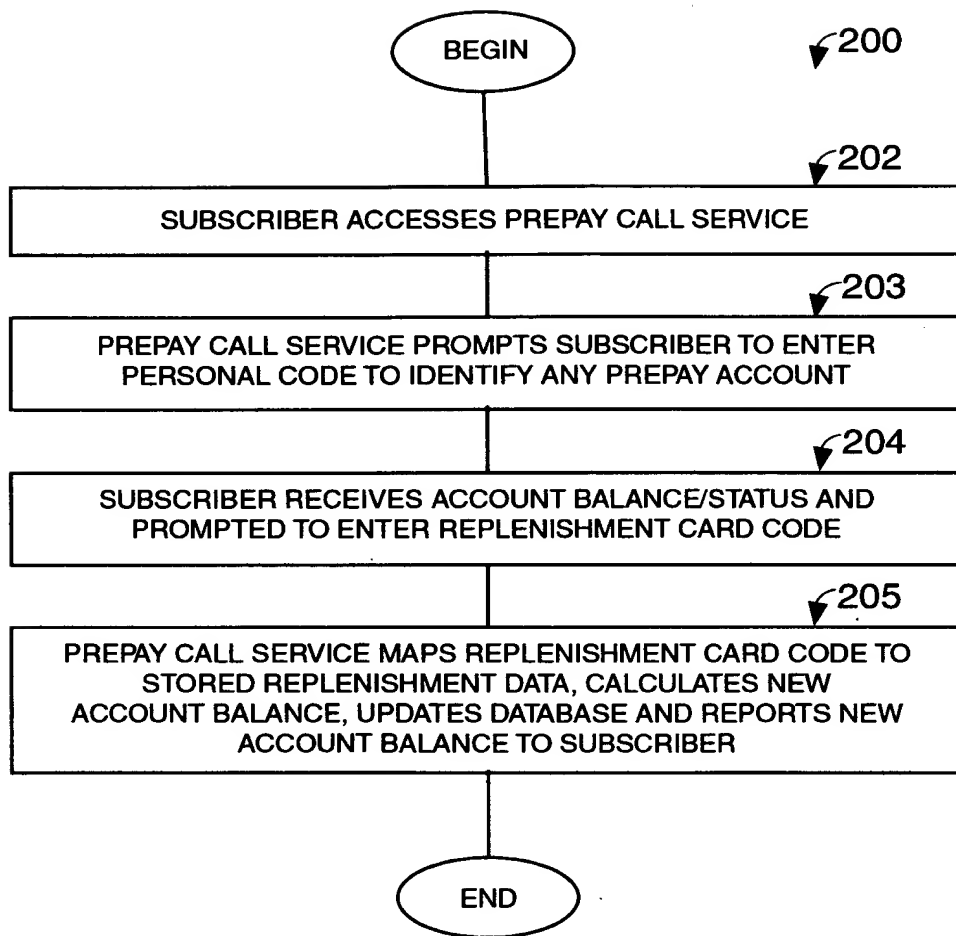 BEGIN
200
202
SUBSCRIBER ACCESSES PREPAY CALL SERVICE
203
PREPAY CALL SERVICE PROMPTS SUBSCRIBER TO ENTER
PERSONAL CODE TO IDENTIFY ANY PREPAY ACCOUNT
204
SUBSCRIBER RECEIVES ACCOUNT BALANCE/STATUS AND
PROMPTED TO ENTER REPLENISHMENT CARD CODE
205
PREPAY CALL SERVICE MAPS REPLENISHMENT CARD CODE TO
STORED REPLENISHMENT DATA, CALCULATES NEW
ACCOUNT BALANCE, UPDATES DATABASE AND REPORTS NEW
ACCOUNT BALANCE TO SUBSCRIBER
END